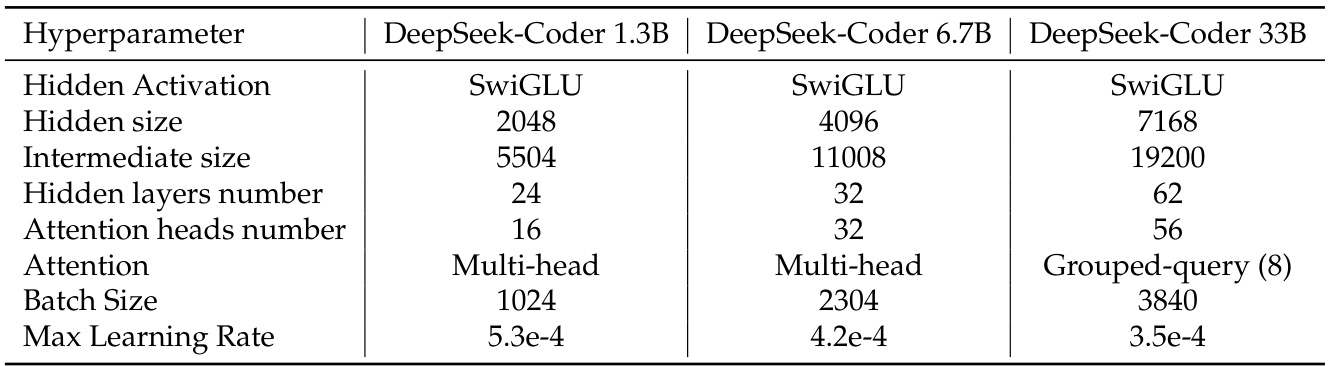 Hyperparameter DeepSeek-Coder 1.3B DeepSeek-Coder 6.7B DeepSeek-Coder 33B
Hidden Activation SwiGLU SwiGLU SwiGLU
Hidden size 2048 4096 7168
Intermediate size 5504 11008 19200
Hidden layers number 24 32 62
Attention heads number 16 32 56
Attention Multi-head Multi-head Grouped-query (8)
Batch Size 1024 2304 3840
Max Learning Rate 5.3e-4 4.2e-4 3.5e-4